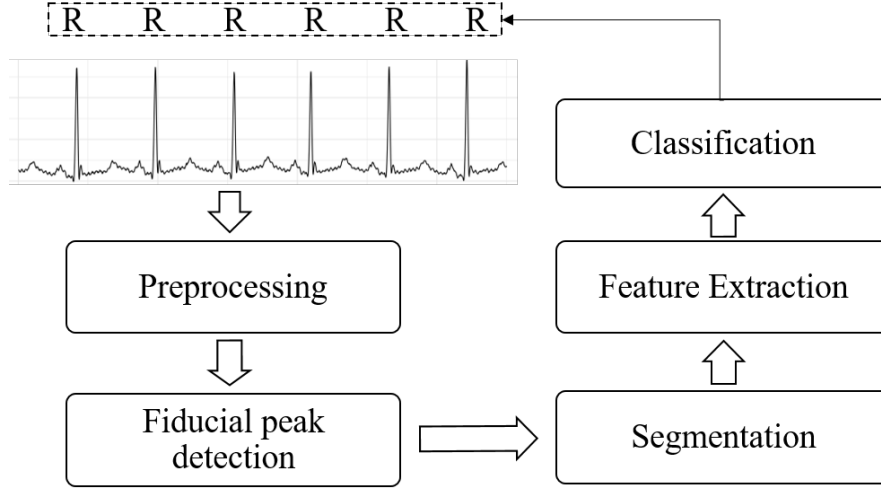 R R R R R R
Classification
Preprocessing
Feature Extraction
Fiducial peak
detection
Segmentation